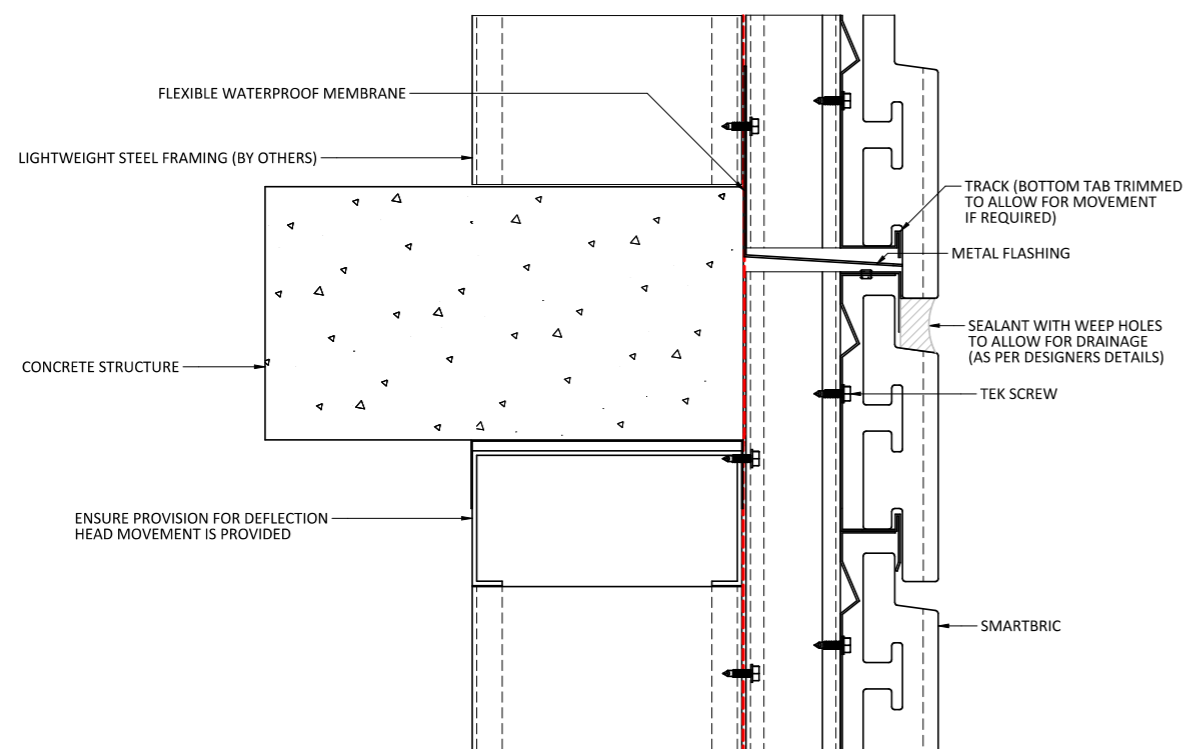 FLEXIBLE WATERPROOF MEMBRANE
LIGHTWEIGHT STEEL FRAMING (BY OTHERS)
TRACK (BOTTOM TAB TRIMMED
TO ALLOW FOR MOVEMENT
IF REQUIRED)
METAL FLASHING
SEALANT WITH WEEP HOLES
TO ALLOW FOR DRAINAGE
(AS PER DESIGNERS DETAILS)
CONCRETE STRUCTURE
TEK SCREW
ENSURE PROVISION FOR DEFLECTION
HEAD MOVEMENT IS PROVIDED
SMARTBRIC